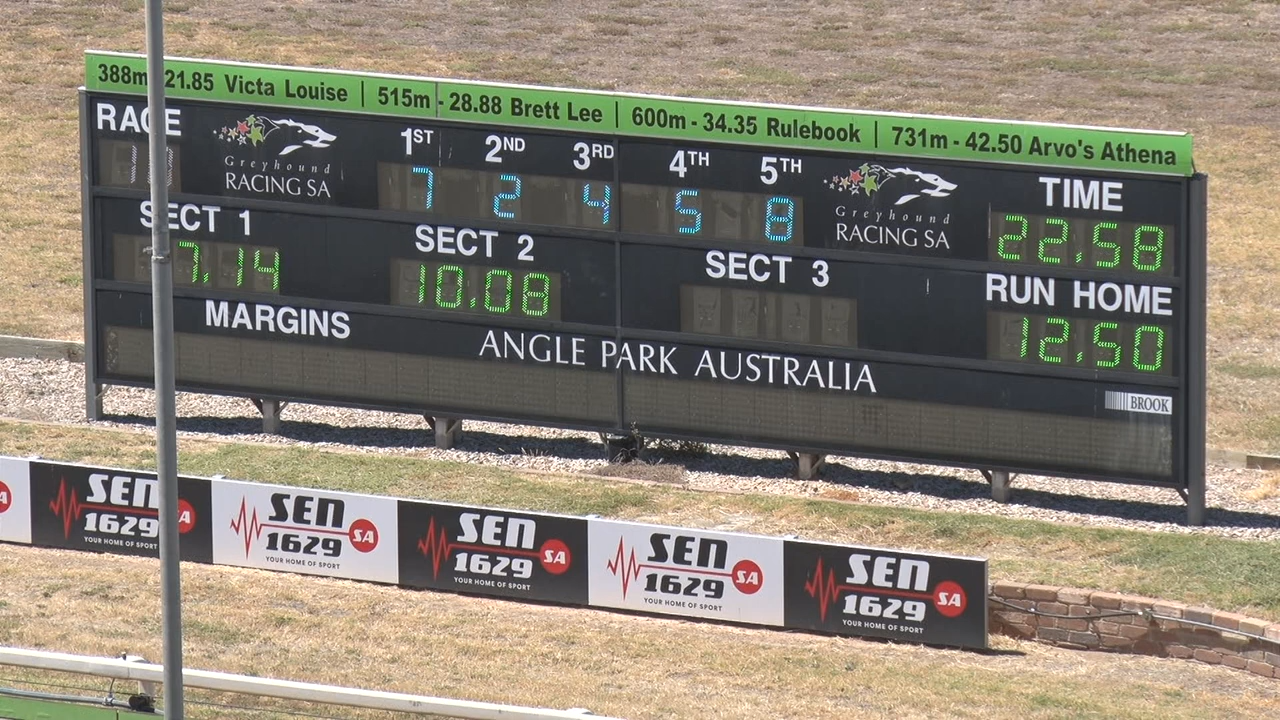 388m 21.85 Victa Louise | 515m - 28.88 Brett Lee | 600m - 34.35 Rulebook | 731m - 42.50 Arvo's Athena
RACE 1ST 2ND 3RD 4TH 5TH TIME
Greyhound RACING SA 7 2 4 5 8 Greyhound RACING SA 22.58
SECT 1 SECT 2 SECT 3 RUN HOME
7.14 10.08 12.50
MARGINS ANGLE PARK AUSTRALIA
BROOK
A SEN 1629 A SEN 1629 SA SEN 1629 SA SEN 1629 SA SEN 1629 SA
YOUR HOME OF SPORT YOUR HOME OF SPORT YOUR HOME OF SPORT YOUR HOME OF SPORT YOUR HOME OF SPORT